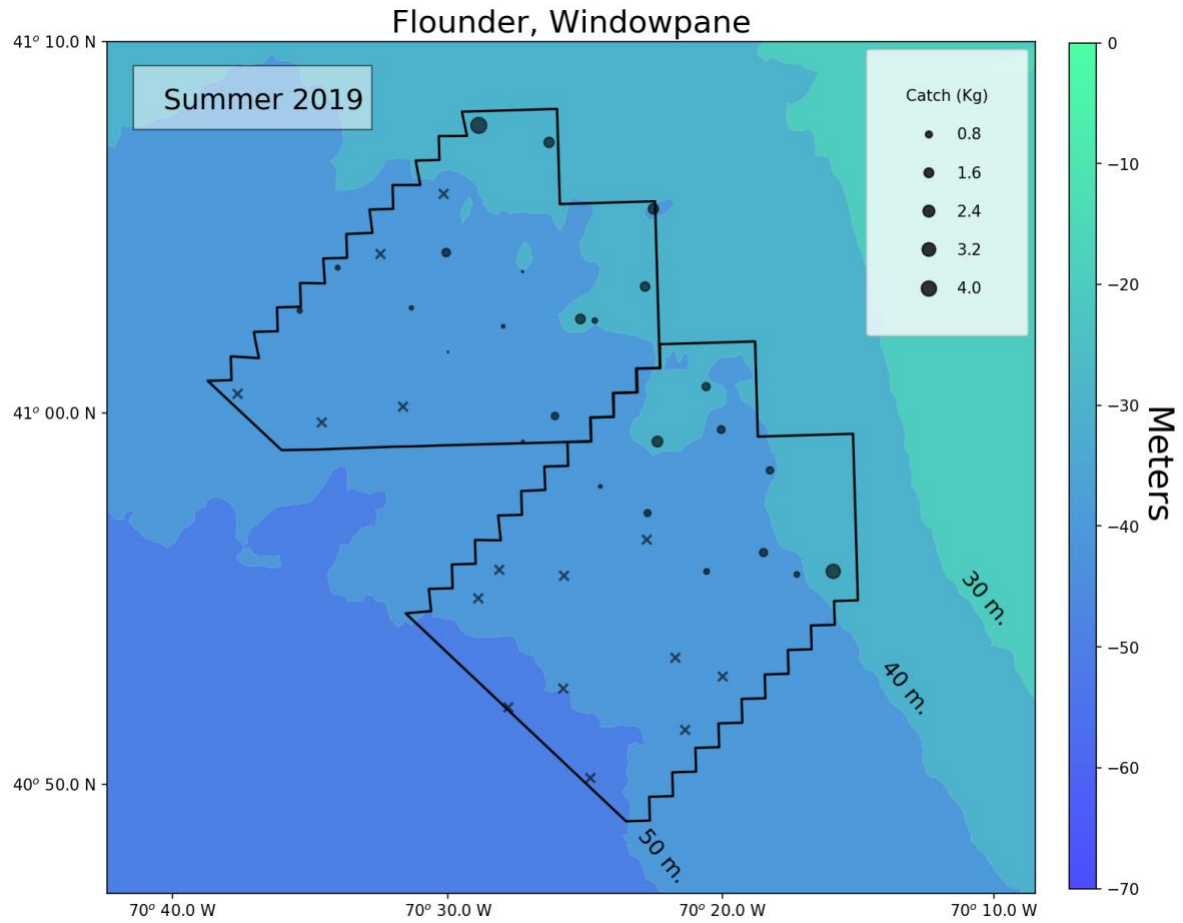 Flounder, Windowpane
41° 10.0 N
41° 00.0 N
40° 50.0 N
Summer 2019
Catch (Kg)
0.8
1.6
2.4
3.2
4.0
30 m.
40 m.
50 m.
70° 40.0 W
70° 30.0 W
70° 20.0 W
70° 10.0 W
0
−10
−20
−30
−40
−50
−60
−70
Meters